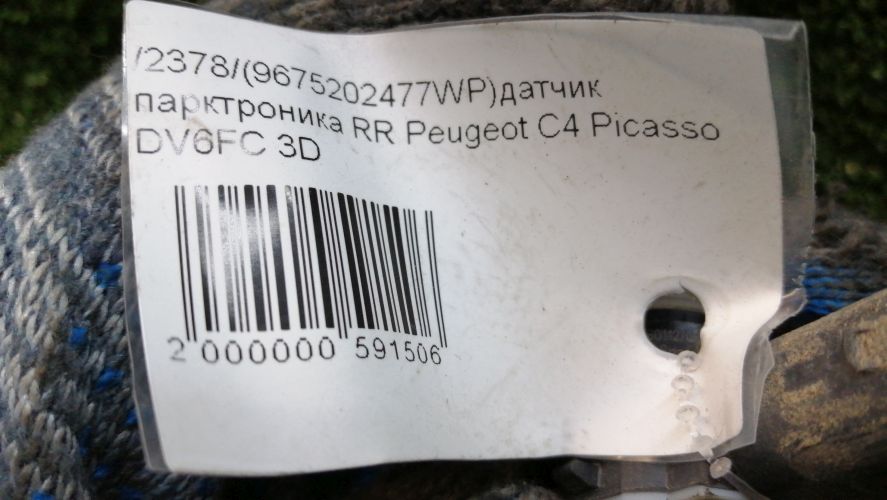 /2378/(9675202477WP)датчик
парктроника RR Peugeot C4 Picasso
DV6FC 3D
2 000000 591506